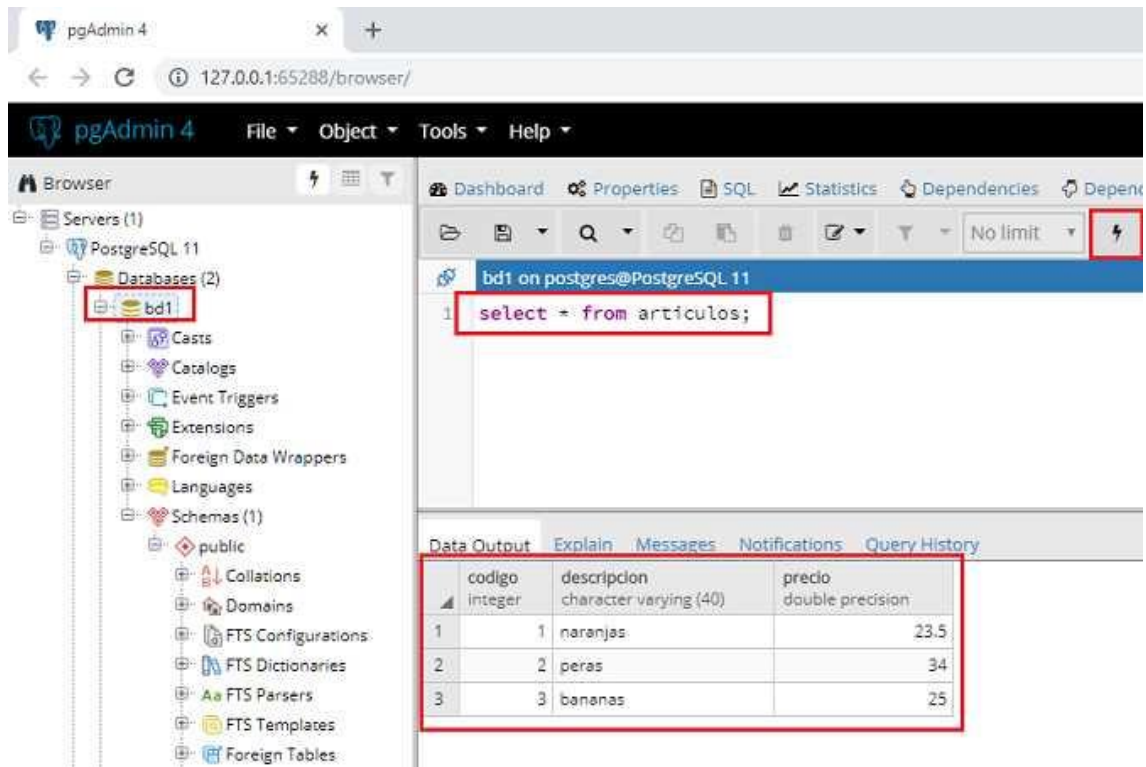 pgAdmin 4
127.0.0.1:65288/browser/
pgAdmin 4 File Object Tools Help
Browser
Dashboard Properties SQL Statistics Dependencies Depend
Servers (1)
No limit
PostgreSQL 11
Databases (2)
bd1 on postgres@PostgreSQL 11
bd1
1 select * from articulos;
Casts
Catalogs
Event Triggers
Extensions
Foreign Data Wrappers
Languages
Schemas (1)
public
Collations
Domains
FTS Configurations
FTS Dictionaries
Aa FTS Parsers
FTS Templates
Foreign Tables
Data Output Explain Messages Notifications Query History
codigo descripcion precio
integer character varying (40) double precision
1 1 naranjas 23.5
2 2 peras 34
3 3 bananas 25